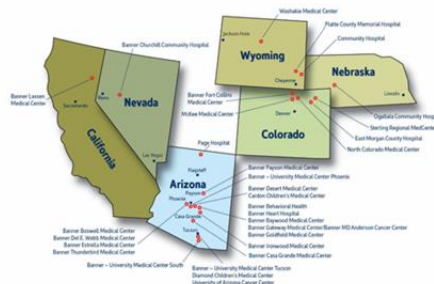 Washakie Medical Center
Platte County Memorial Hospital
Community Hospital
Jackson Hole
Wyoming
Banner Churchill Community Hospital
Cheyenne
Nebraska
Banner Lassen
Medical Center
Reno
Banner Fort Collins
Medical Center
Lincoln
Sacramento
Nevada
McKee Medical Center
Ogallala Community Hosp
Denver
Sterling Regional MedCente
East Morgan County Hospital
California
Page Hospital
Colorado
North Colorado Medical Center
Las Vegas
Flagstaff
Banner Payson Medical Center
Banner – University Medical Center Phoenix
Arizona
Payson
Banner Desert Medical Center
Cardon Children's Medical Center
Phoenix
Banner Behavioral Health
Banner Heart Hospital
Banner Baywood Medical Center
Casa Grande
Banner Gateway Medical Center/Banner MD Anderson Cancer Center
Banner Boswell Medical Center
Banner Goldfield Medical Center
Banner Del E. Webb Medical Center
Banner Estrella Medical Center
Tucson
Banner Ironwood Medical Center
Banner Thunderbird Medical Center
Banner Casa Grande Medical Center
Banner – University Medical Center South
Banner – University Medical Center Tucson
Diamond Children's Medical Center
University of Arizona Cancer Center